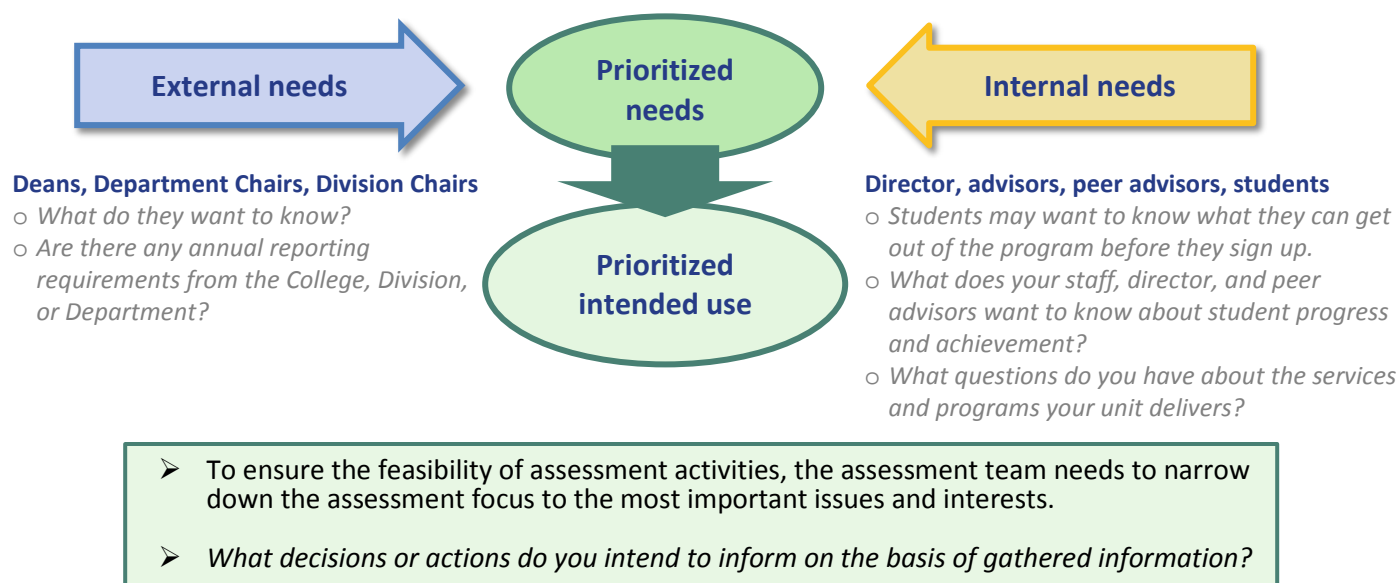 External needs
Prioritized
needs
Internal needs
Deans, Department Chairs, Division Chairs
o What do they want to know?
o Are there any annual reporting
requirements from the College, Division,
or Department?
Prioritized
intended use
Director, advisors, peer advisors, students
o Students may want to know what they can get
out of the program before they sign up.
o What does your staff, director, and peer
advisors want to know about student progress
and achievement?
o What questions do you have about the services
and programs your unit delivers?
➢ To ensure the feasibility of assessment activities, the assessment team needs to narrow
down the assessment focus to the most important issues and interests.
➢ What decisions or actions do you intend to inform on the basis of gathered information?